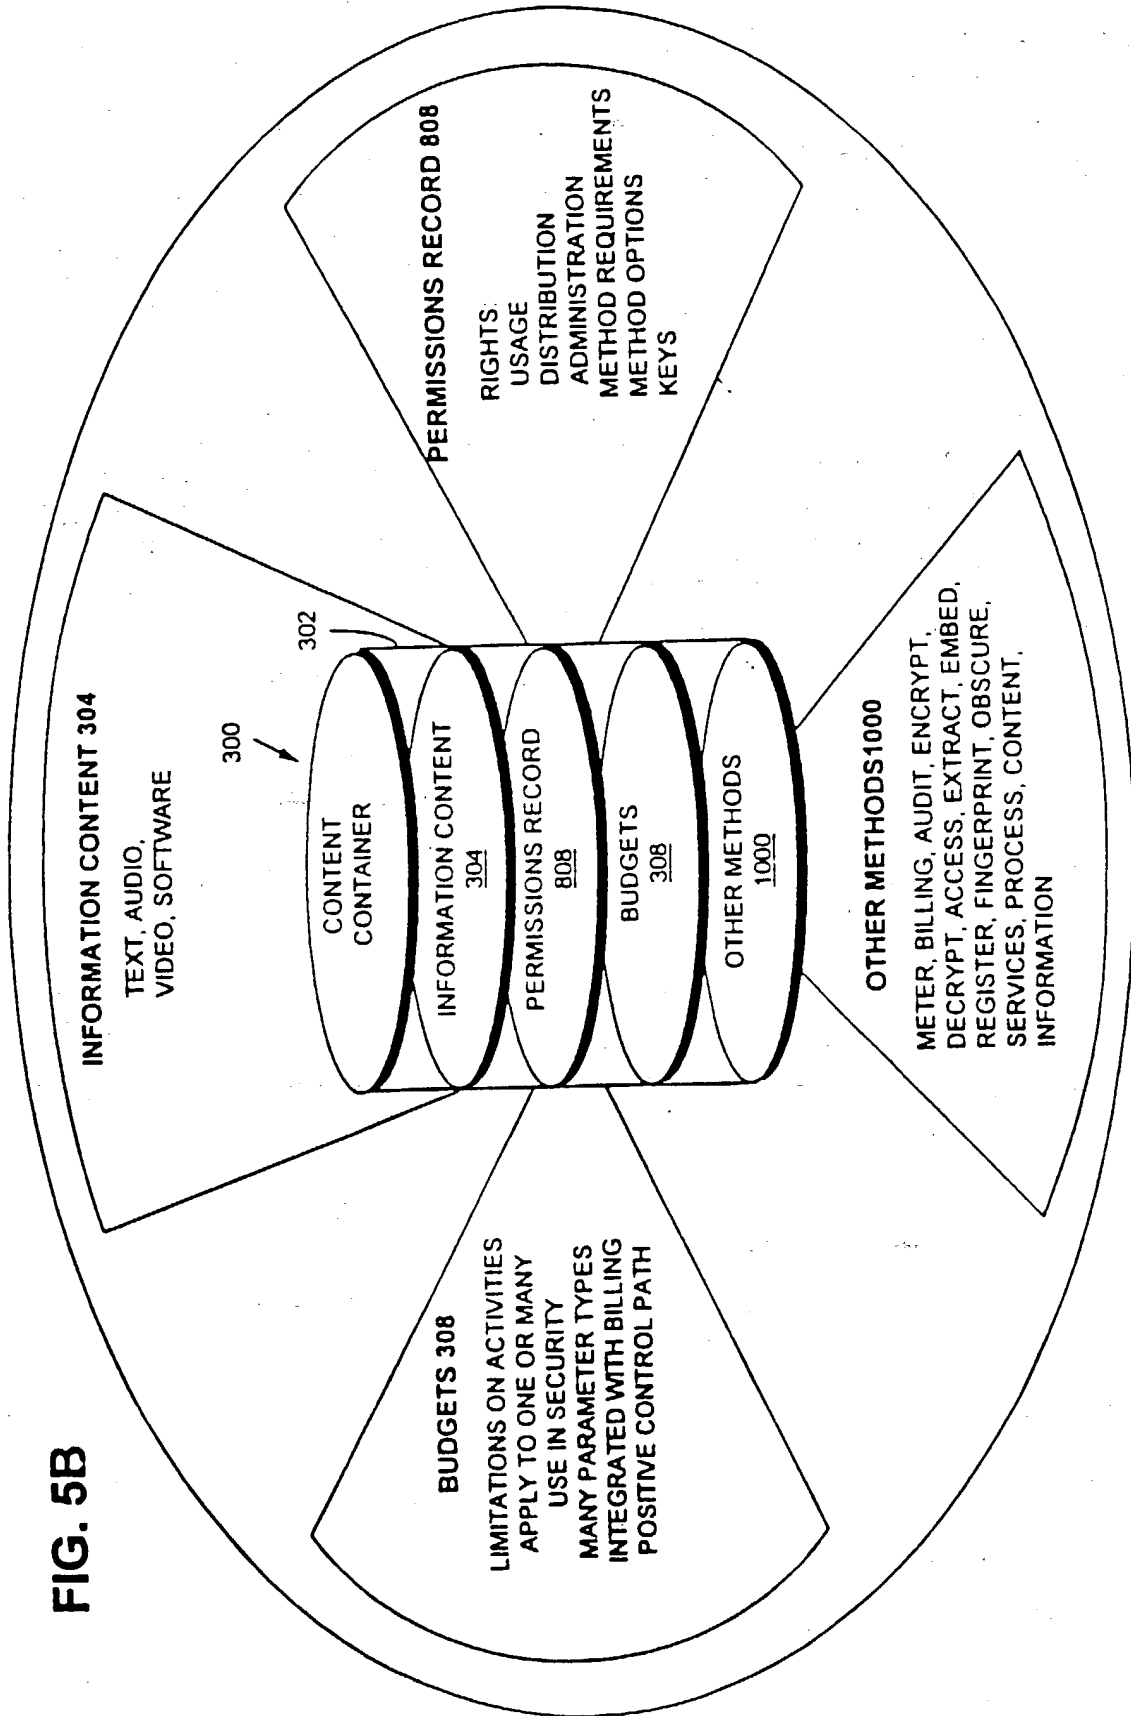 FIG. 5B
INFORMATION CONTENT 304
TEXT, AUDIO,
VIDEO, SOFTWARE
300
302
CONTENT
CONTAINER
INFORMATION CONTENT
304
PERMISSIONS RECORD
808
BUDGETS
308
OTHER METHODS
1000
BUDGETS 308
LIMITATIONS ON ACTIVITIES
APPLY TO ONE OR MANY
USE IN SECURITY
MANY PARAMETER TYPES
INTEGRATED WITH BILLING
POSITIVE CONTROL PATH
PERMISSIONS RECORD 808
RIGHTS:
USAGE
DISTRIBUTION
ADMINISTRATION
METHOD REQUIREMENTS
METHOD OPTIONS
KEYS
OTHER METHODS1000
METER, BILLING, AUDIT, ENCRYPT,
DECRYPT, ACCESS, EXTRACT, EMBED,
REGISTER, FINGERPRINT, OBSCURE,
SERVICES, PROCESS, CONTENT,
INFORMATION